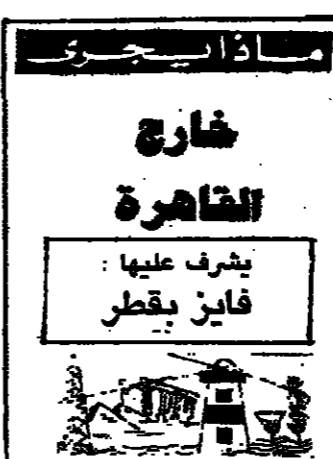 ماذا يجرى
خارج
القاهرة
يشرف عليها :
فايز بقطر